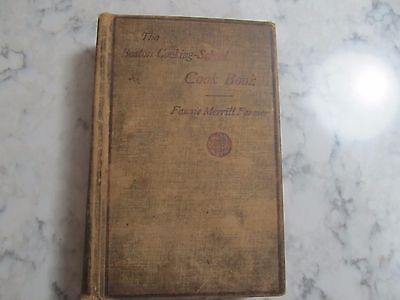 The
Boston Cooking-School
Cook Book
Fannie Merritt Farmer